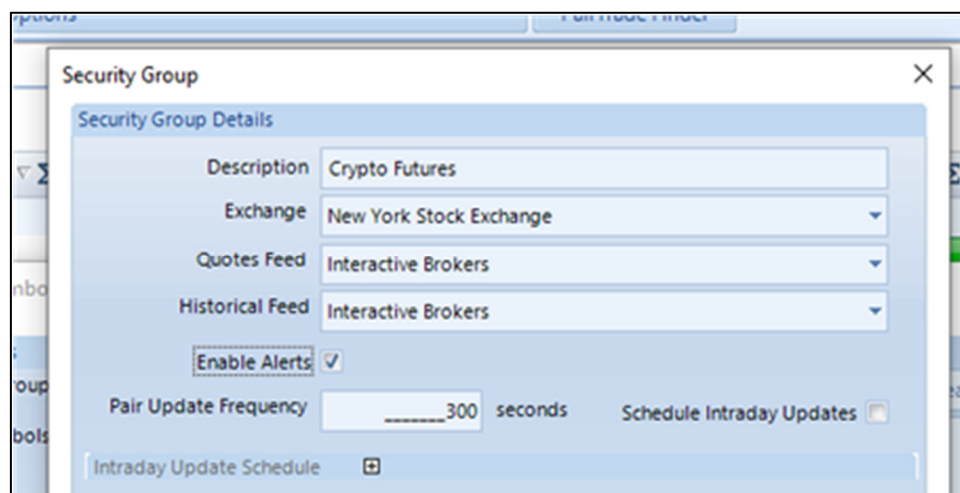 Security Group
Security Group Details
Description Crypto Futures
Exchange New York Stock Exchange
Quotes Feed Interactive Brokers
Historical Feed Interactive Brokers
Enable Alerts
Pair Update Frequency _______300 seconds Schedule Intraday Updates
Intraday Update Schedule